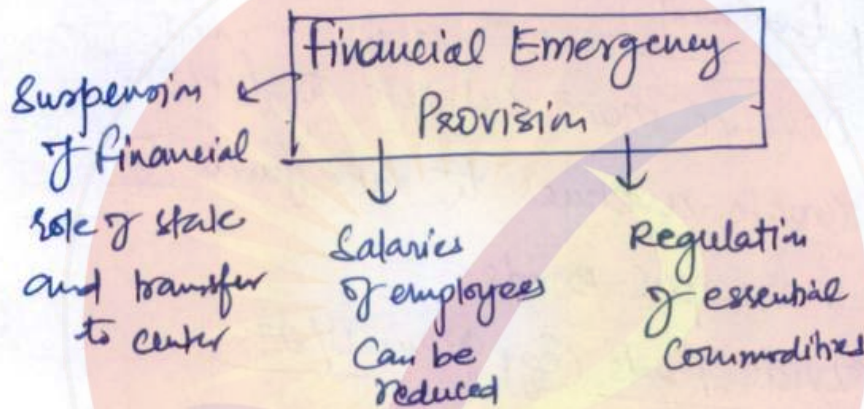 Financial Emergency
Provision
Suspension
of financial
role of state
and transfer
to center
Salaries
of employees
Can be
reduced
Regulation
of essential
Commodities